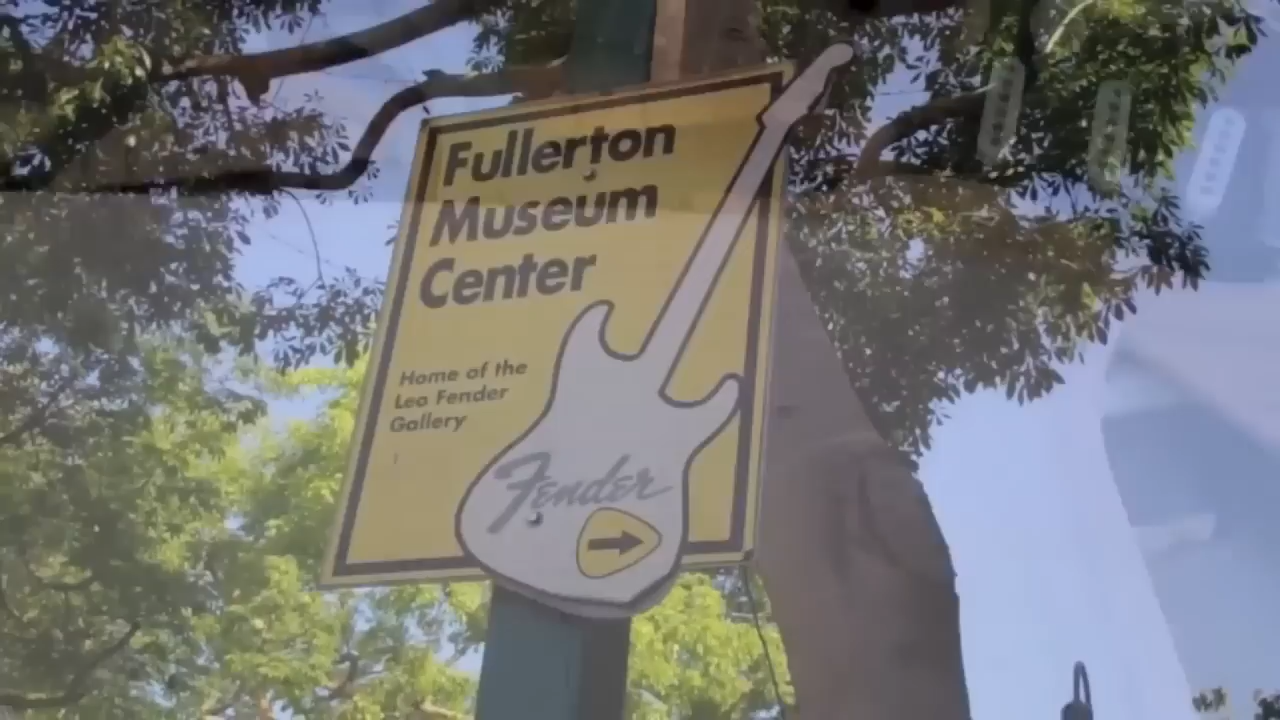 Fullerton
Museum
Center
Home of the
Leo Fender
Gallery
Fender